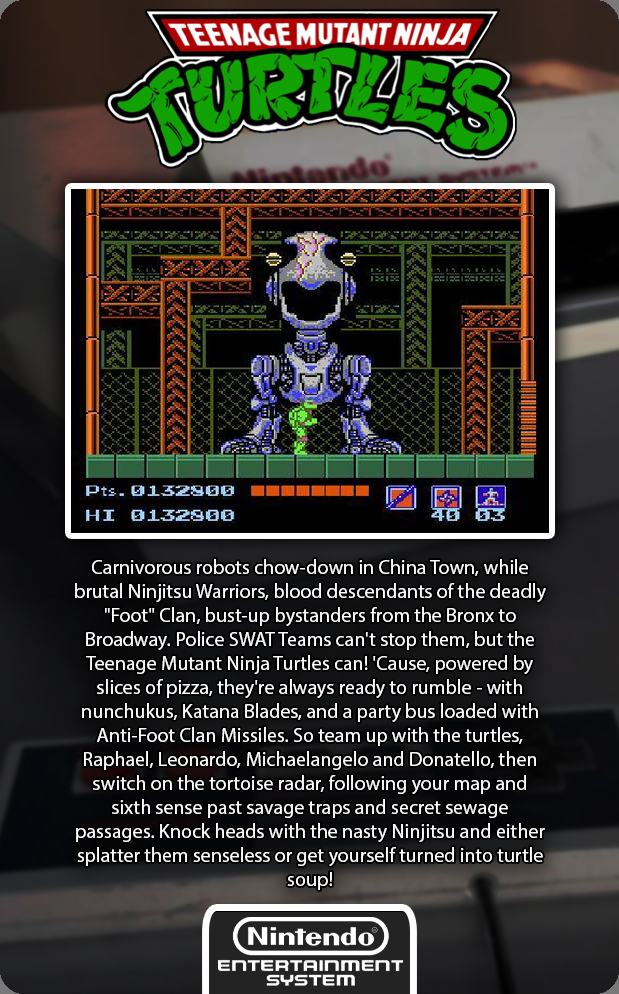 TEENAGE MUTANT NINJA
TURTLES
Nintendo
Pts. 0132800
HI 0132800
40 03
Carnivorous robots chow-down in China Town, while
brutal Ninjitsu Warriors, blood descendants of the deadly
"Foot" Clan, bust-up bystanders from the Bronx to
Broadway. Police SWAT Teams can't stop them, but the
Teenage Mutant Ninja Turtles can! 'Cause, powered by
slices of pizza, they're always ready to rumble - with
nunchukus, Katana Blades, and a party bus loaded with
Anti-Foot Clan Missiles. So team up with the turtles,
Raphael, Leonardo, Michaelangelo and Donatello, then
switch on the tortoise radar, following your map and
sixth sense past savage traps and secret sewage
passages. Knock heads with the nasty Ninjitsu and either
splatter them senseless or get yourself turned into turtle
soup!
Nintendo®
ENTERTAINMENT
SYSTEM